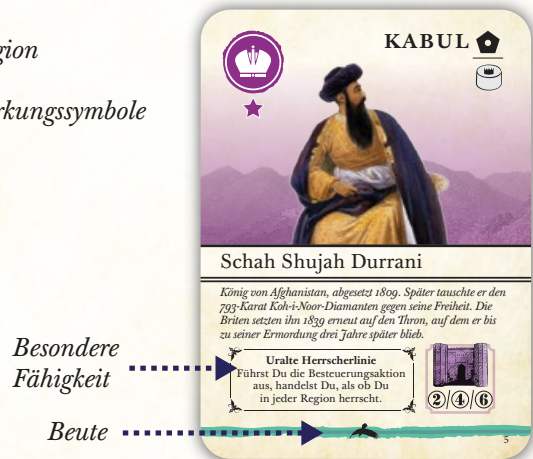 gion
rkungssymbole
KABUL
Schah Shujah Durrani
König von Afghanistan, abgesetzt 1809. Später tauschte er den
793-Karat Koh-i-Noor-Diamanten gegen seine Freiheit. Die
Briten setzten ihn 1839 erneut auf den Thron, auf dem er bis
zu seiner Ermordung drei Jahre später blieb.
Besondere
Fähigkeit
Uralte Herrscherlinie
Führst Du die Besteuerungsaktion
aus, handelst Du, als ob Du
in jeder Region herrscht.
2/4/6
Beute
5